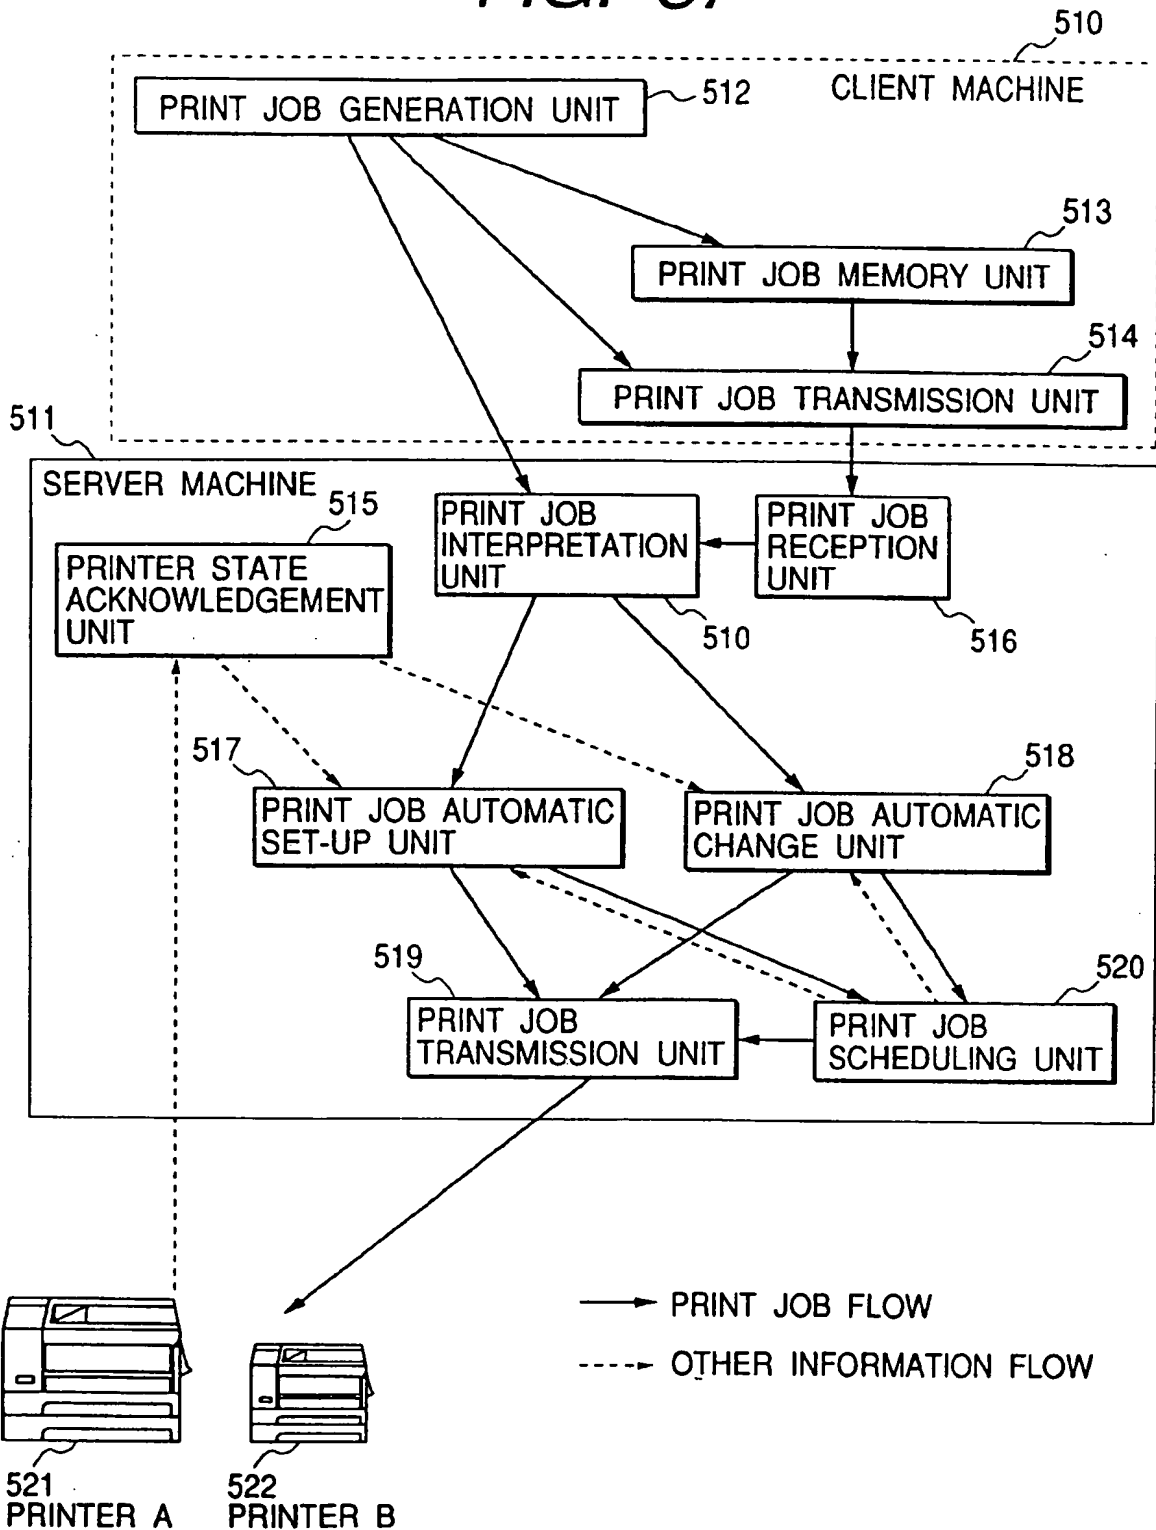 510
CLIENT MACHINE
PRINT JOB GENERATION UNIT
512
513
PRINT JOB MEMORY UNIT
514
PRINT JOB TRANSMISSION UNIT
511
SERVER MACHINE
515
PRINTER STATE
ACKNOWLEDGEMENT
UNIT
PRINT JOB
INTERPRETATION
UNIT
510
PRINT JOB
RECEPTION
UNIT
516
517
PRINT JOB AUTOMATIC
SET-UP UNIT
518
PRINT JOB AUTOMATIC
CHANGE UNIT
519
PRINT JOB
TRANSMISSION UNIT
520
PRINT JOB
SCHEDULING UNIT
PRINT JOB FLOW
OTHER INFORMATION FLOW
521
PRINTER A
522
PRINTER B